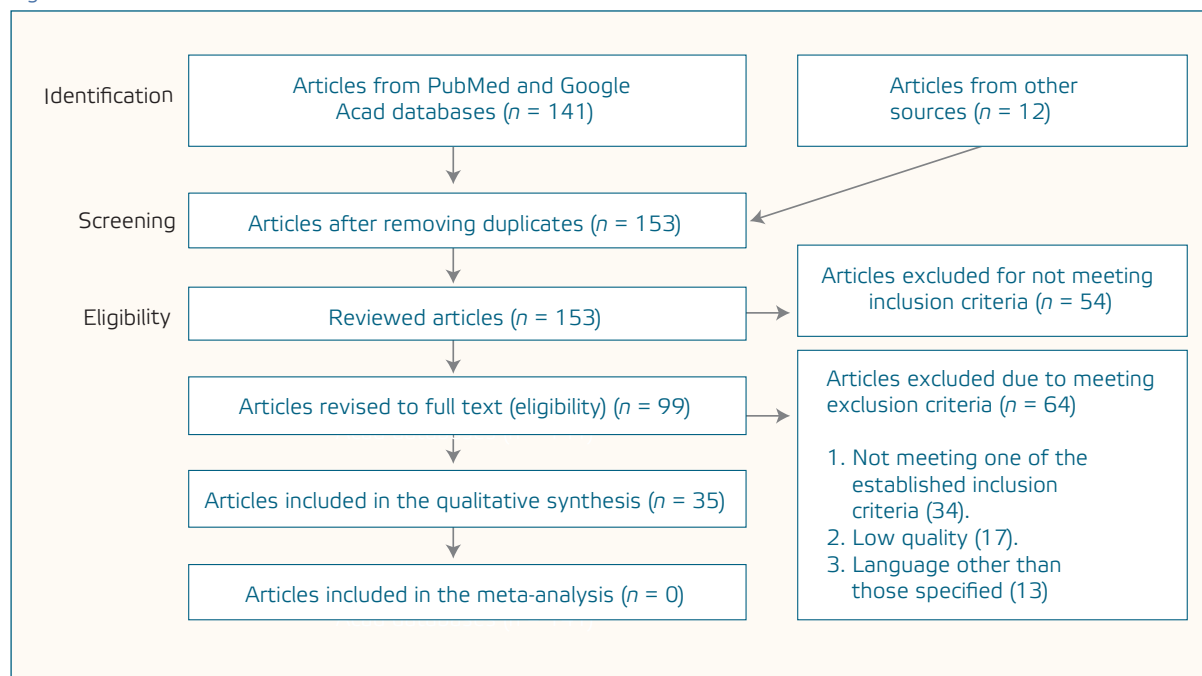 Identification
Articles from PubMed and Google
Acad databases (n = 141)
Articles from other
sources (n = 12)
Screening
Articles after removing duplicates (n = 153)
Eligibility
Reviewed articles (n = 153)
Articles excluded for not meeting
inclusion criteria (n = 54)
Articles revised to full text (eligibility) (n = 99)
Articles excluded due to meeting
exclusion criteria (n = 64)
1. Not meeting one of the
established inclusion
criteria (34).
2. Low quality (17).
3. Language other than
those specified (13)
Articles included in the qualitative synthesis (n = 35)
Articles included in the meta-analysis (n = 0)